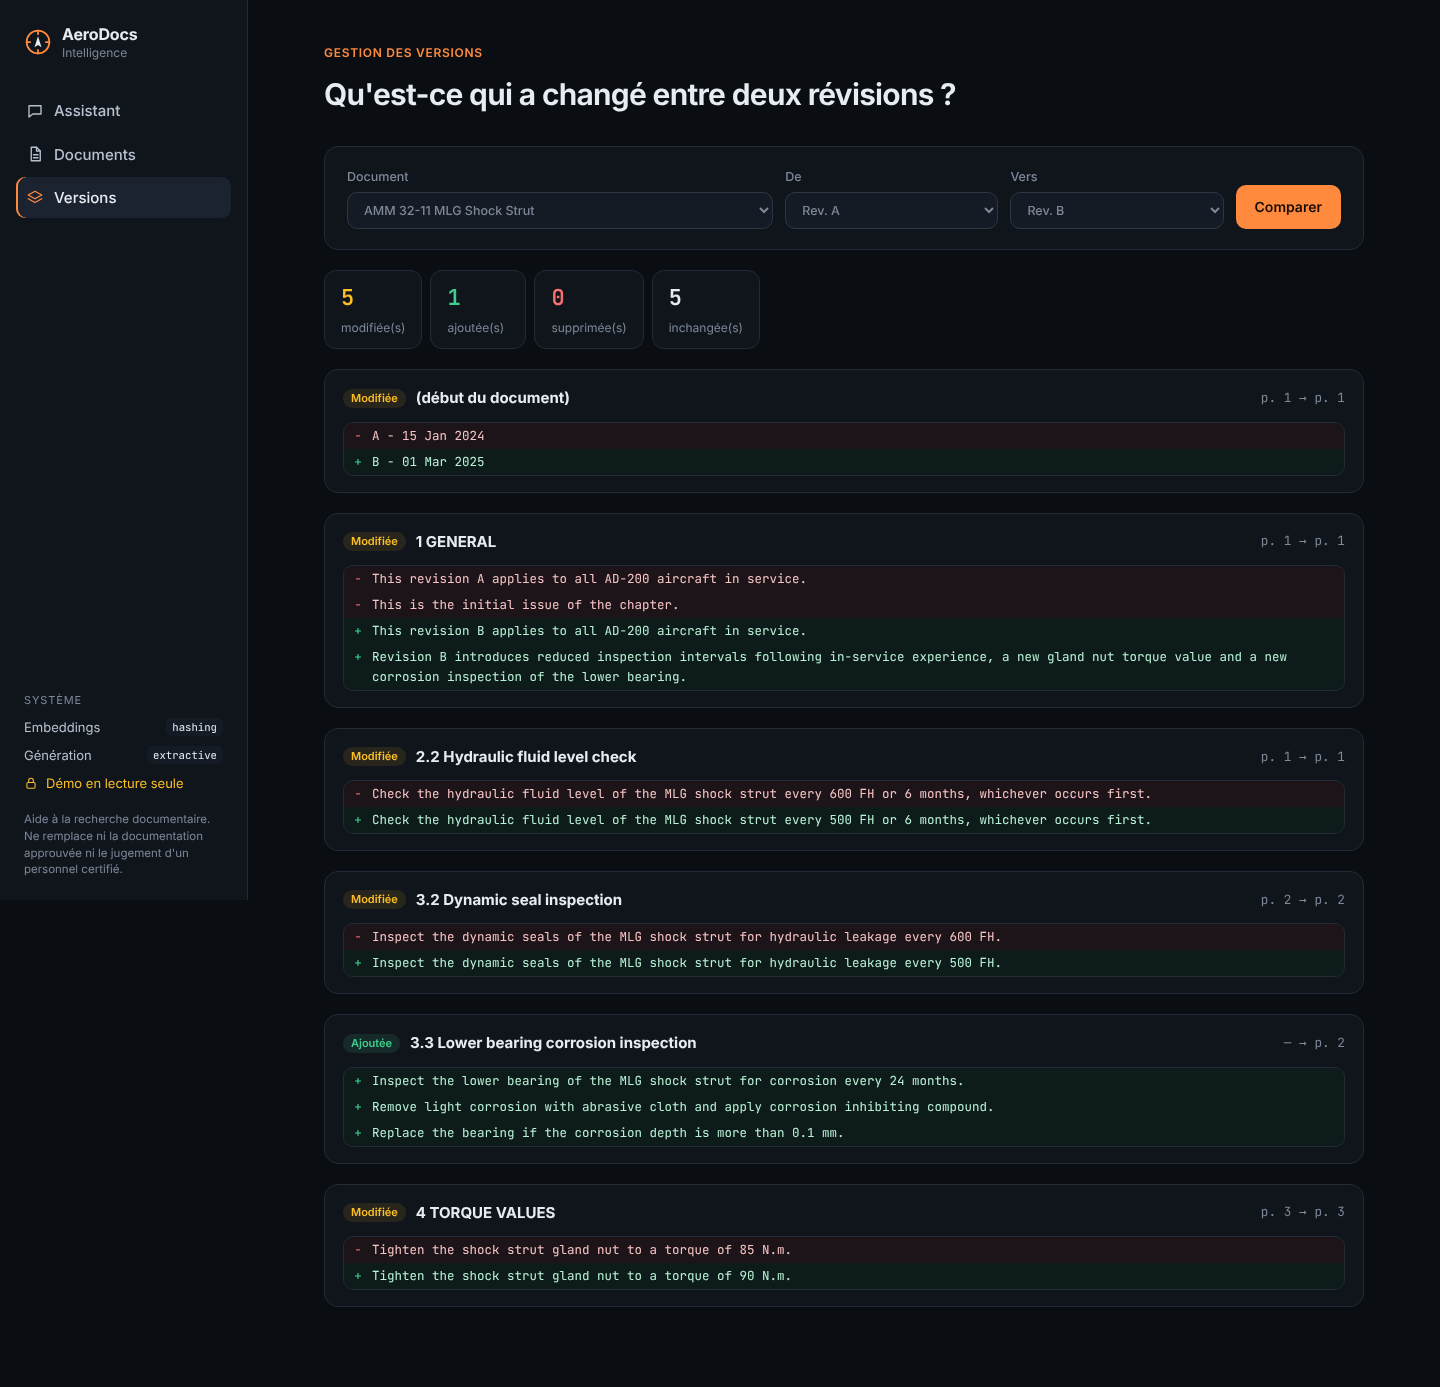 AeroDocs
Intelligence
Assistant
Documents
Versions
SYSTÈME
Embeddings hashing
Génération extractive
Démo en lecture seule
Aide à la recherche documentaire.
Ne remplace ni la documentation
approuvée ni le jugement d'un
personnel certifié.
GESTION DES VERSIONS
Qu'est-ce qui a changé entre deux révisions ?
Document De Vers
AMM 32-11 MLG Shock Strut Rev. A Rev. B Comparer
5 1 0 5
modifiée(s) ajoutée(s) supprimée(s) inchangée(s)
Modifiée (début du document) p. 1 → p. 1
- A - 15 Jan 2024
+ B - 01 Mar 2025
Modifiée 1 GENERAL p. 1 → p. 1
- This revision A applies to all AD-200 aircraft in service.
- This is the initial issue of the chapter.
+ This revision B applies to all AD-200 aircraft in service.
+ Revision B introduces reduced inspection intervals following in-service experience, a new gland nut torque value and a new
corrosion inspection of the lower bearing.
Modifiée 2.2 Hydraulic fluid level check p. 1 → p. 1
- Check the hydraulic fluid level of the MLG shock strut every 600 FH or 6 months, whichever occurs first.
+ Check the hydraulic fluid level of the MLG shock strut every 500 FH or 6 months, whichever occurs first.
Modifiée 3.2 Dynamic seal inspection p. 2 → p. 2
- Inspect the dynamic seals of the MLG shock strut for hydraulic leakage every 600 FH.
+ Inspect the dynamic seals of the MLG shock strut for hydraulic leakage every 500 FH.
Ajoutée 3.3 Lower bearing corrosion inspection — → p. 2
+ Inspect the lower bearing of the MLG shock strut for corrosion every 24 months.
+ Remove light corrosion with abrasive cloth and apply corrosion inhibiting compound.
+ Replace the bearing if the corrosion depth is more than 0.1 mm.
Modifiée 4 TORQUE VALUES p. 3 → p. 3
- Tighten the shock strut gland nut to a torque of 85 N.m.
+ Tighten the shock strut gland nut to a torque of 90 N.m.